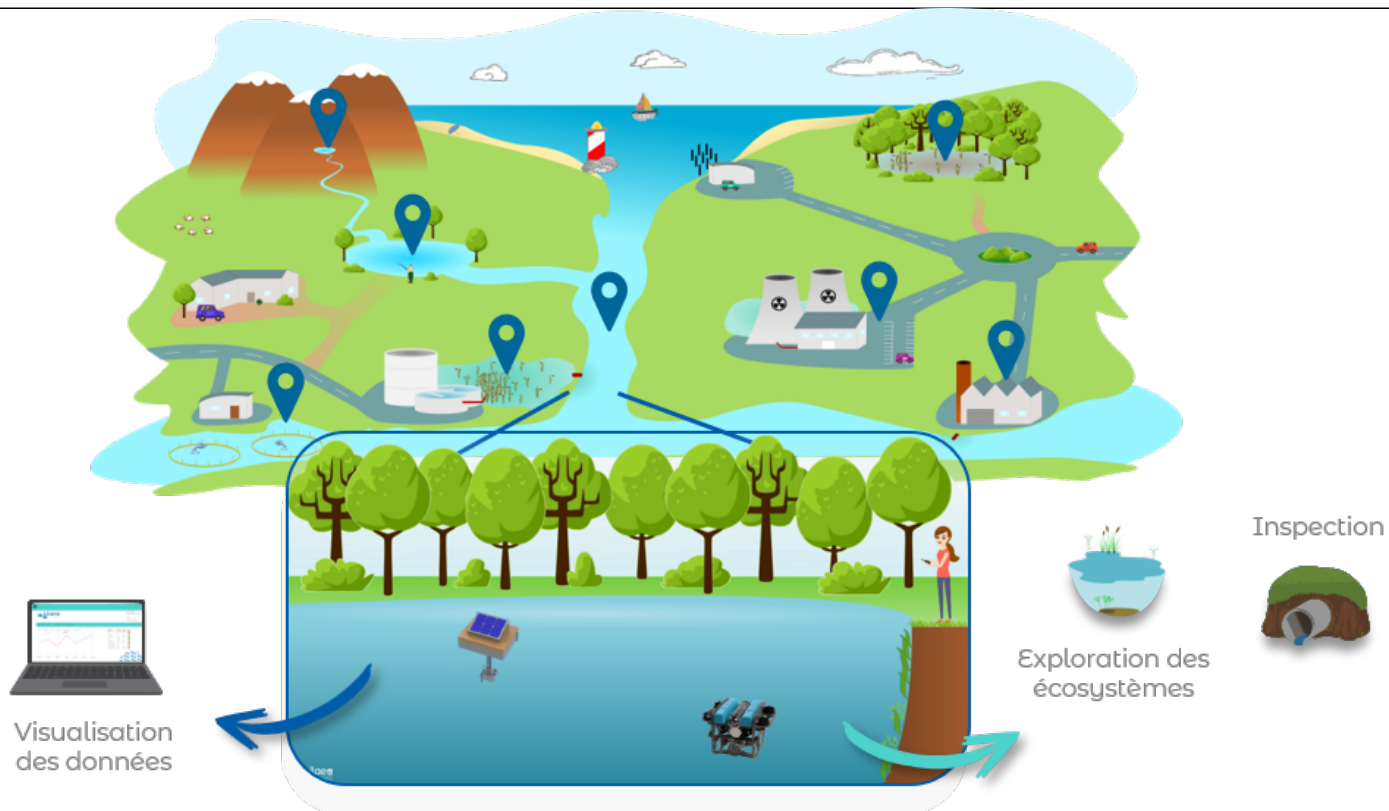 Inspection
Exploration des
écosystèmes
Visualisation
des données